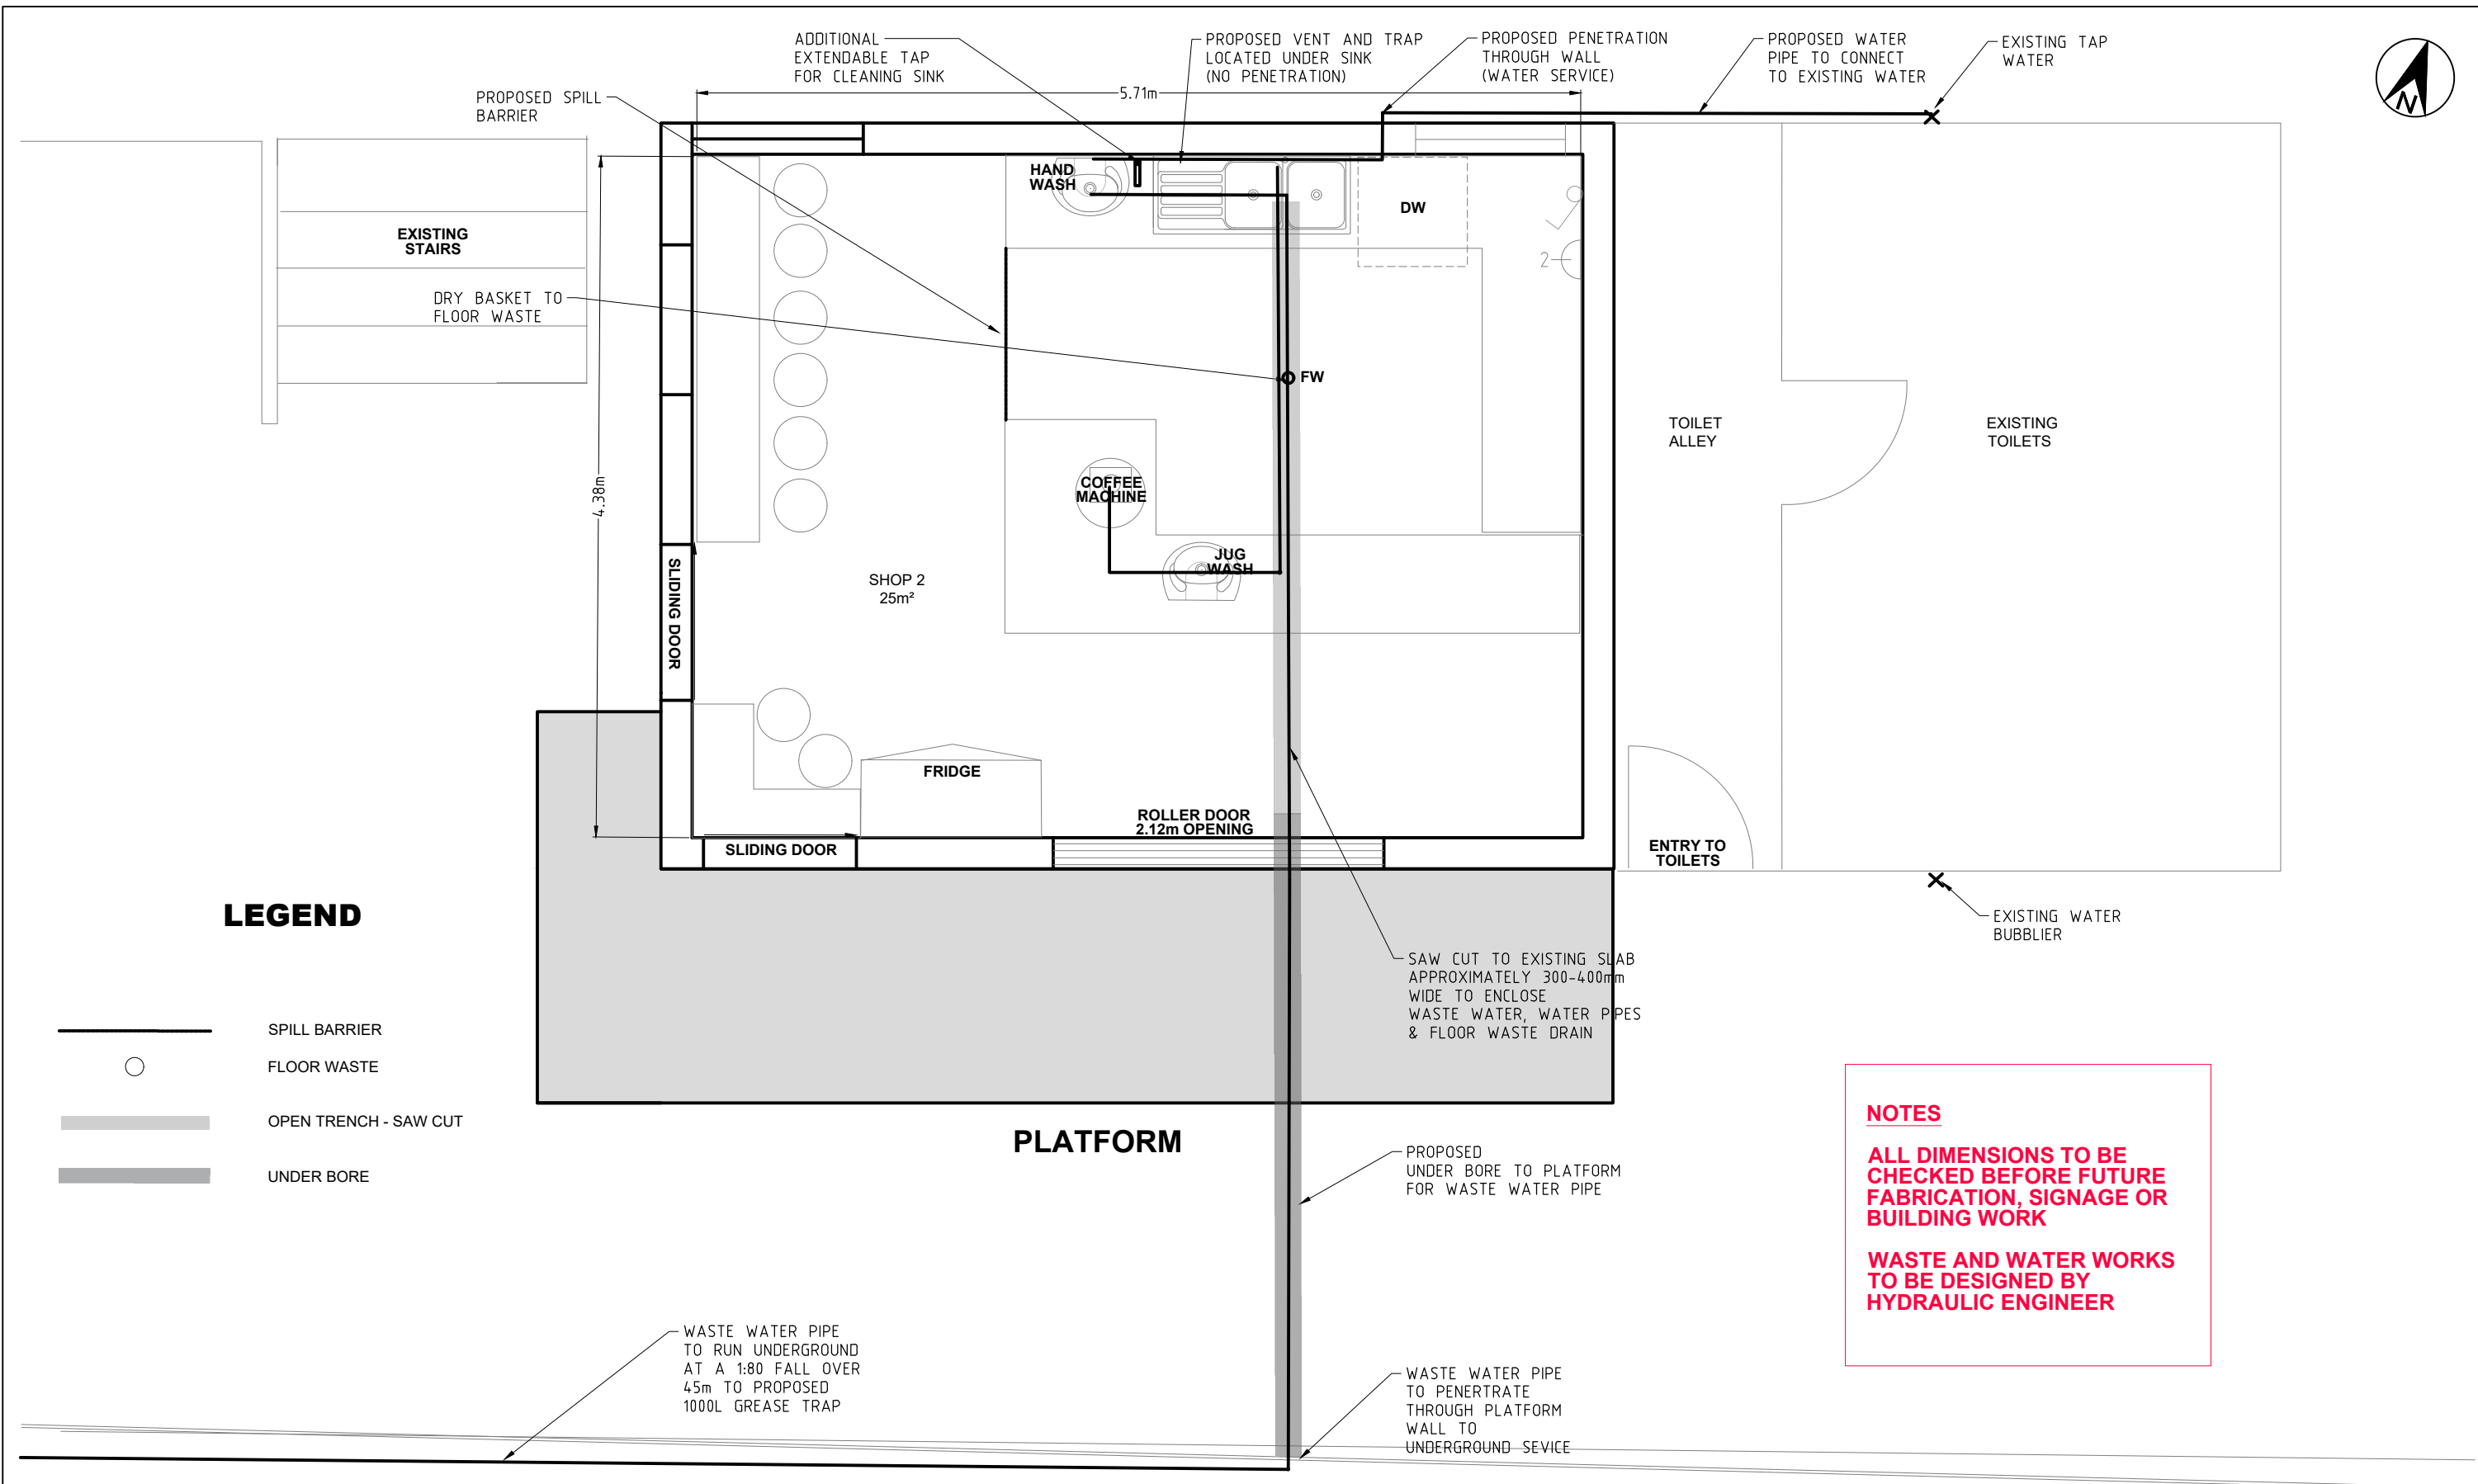 ADDITIONAL
EXTENDABLE TAP
FOR CLEANING SINK
PROPOSED VENT AND TRAP
LOCATED UNDER SINK
(NO PENETRATION)
PROPOSED PENETRATION
THROUGH WALL
(WATER SERVICE)
PROPOSED WATER
PIPE TO CONNECT
TO EXISTING WATER
EXISTING TAP
WATER
N
PROPOSED SPILL
BARRIER
5.71m
HAND
WASH
DW
EXISTING
STAIRS
2
DRY BASKET TO
FLOOR WASTE
FW
TOILET
ALLEY
EXISTING
TOILETS
4.38m
COFFEE
MACHINE
JUG
WASH
SLIDING DOOR
SHOP 2
25m²
FRIDGE
ROLLER DOOR
2.12m OPENING
SLIDING DOOR
ENTRY TO
TOILETS
LEGEND
EXISTING WATER
BUBBLIER
SAW CUT TO EXISTING SLAB
APPROXIMATELY 300-400mm
WIDE TO ENCLOSE
WASTE WATER, WATER PIPES
& FLOOR WASTE DRAIN
SPILL BARRIER
FLOOR WASTE
OPEN TRENCH - SAW CUT
UNDER BORE
PLATFORM
PROPOSED
UNDER BORE TO PLATFORM
FOR WASTE WATER PIPE
NOTES
ALL DIMENSIONS TO BE
CHECKED BEFORE FUTURE
FABRICATION, SIGNAGE OR
BUILDING WORK
WASTE AND WATER WORKS
TO BE DESIGNED BY
HYDRAULIC ENGINEER
WASTE WATER PIPE
TO RUN UNDERGROUND
AT A 1:80 FALL OVER
45m TO PROPOSED
1000L GREASE TRAP
WASTE WATER PIPE
TO PENERTRATE
THROUGH PLATFORM
WALL TO
UNDERGROUND SEVICE